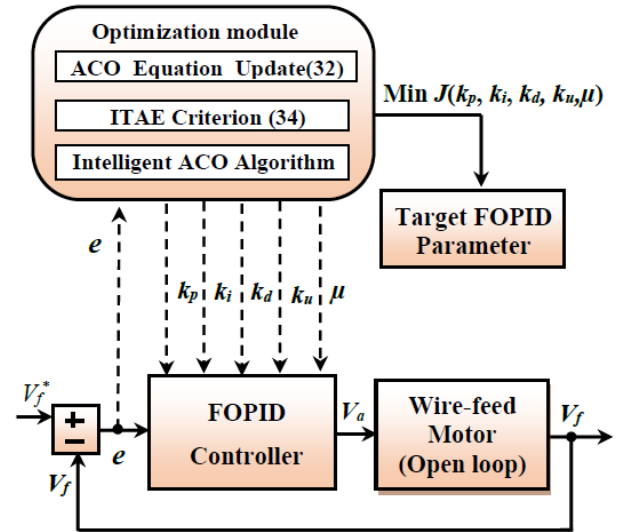 Optimization module
ACO Equation Update(32)
ITAE Criterion (34)
Intelligent ACO Algorithm
Min J(kp, ki, kd, ku,μ)
Target FOPID
Parameter
e
kp
ki
kd
ku
μ
Vf*
+
−
Vf
e
FOPID
Controller
Va
Wire-feed
Motor
(Open loop)
Vf